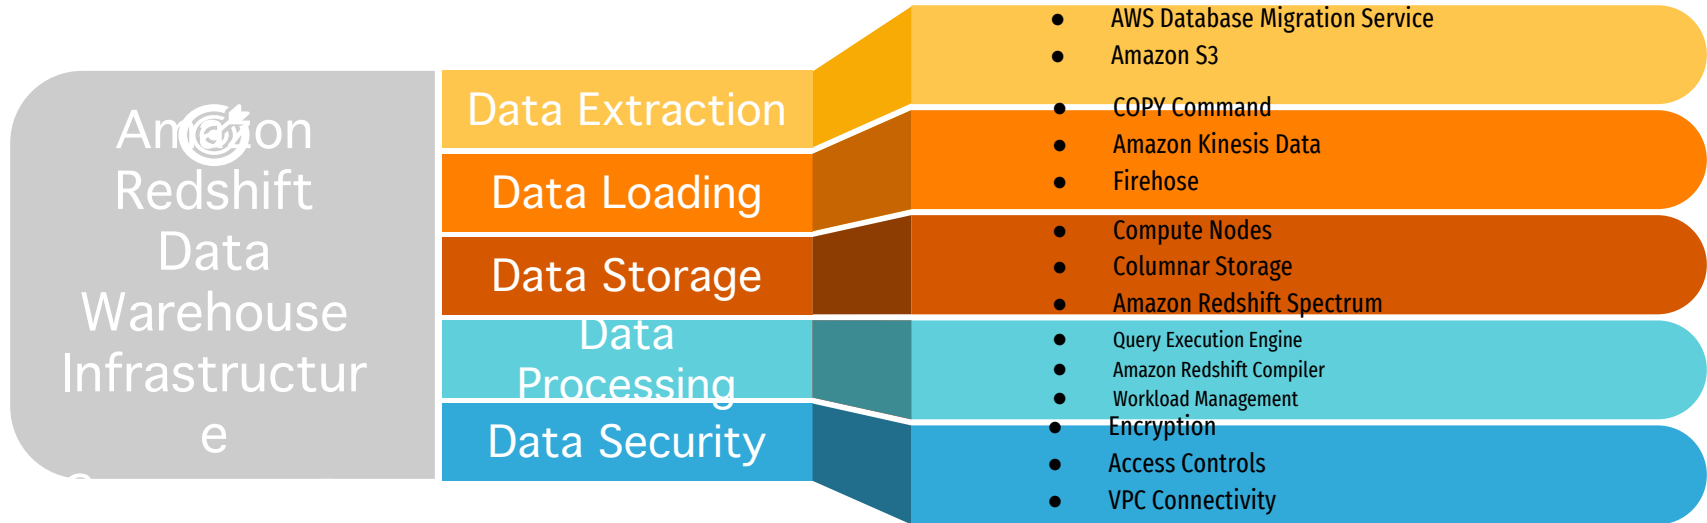 Amazon
Redshift
Data
Warehouse
Infrastructur
e
Data Extraction
AWS Database Migration Service
Amazon S3
Data Loading
COPY Command
Amazon Kinesis Data
Firehose
Data Storage
Compute Nodes
Columnar Storage
Amazon Redshift Spectrum
Data
Processing
Query Execution Engine
Amazon Redshift Compiler
Workload Management
Data Security
Encryption
Access Controls
VPC Connectivity